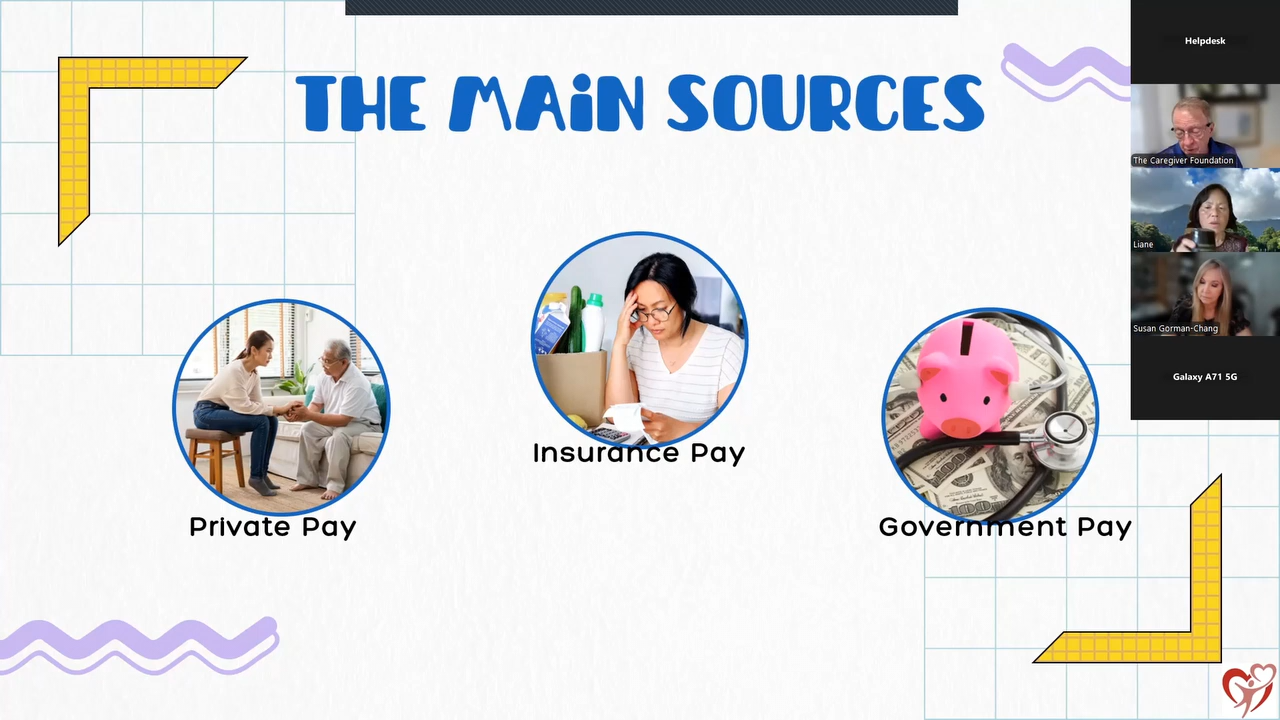 THE MAiN SOURCES
Helpdesk
The Caregiver Foundation
Liane
Susan Gorman-Chang
Galaxy A71 5G
Insurance Pay
Private Pay
Government Pay